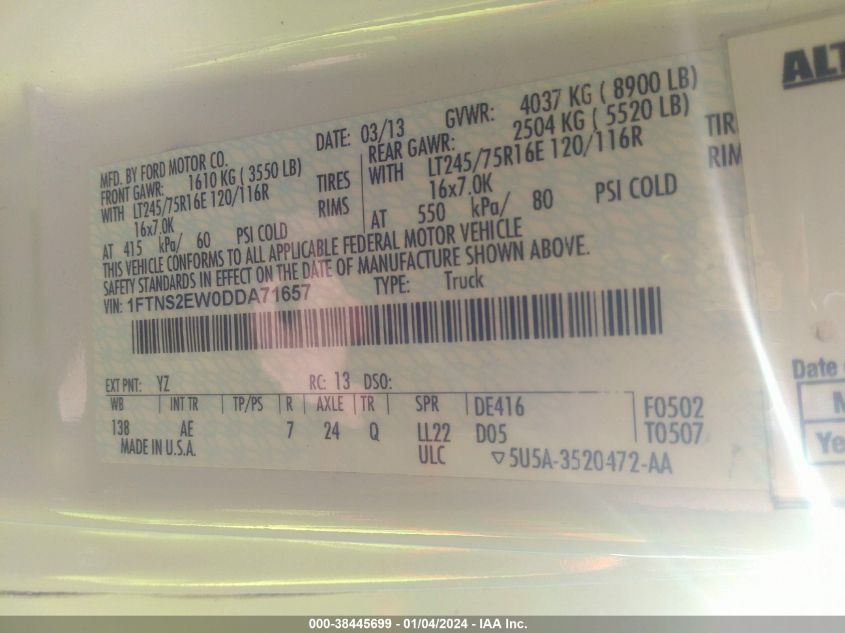 MFD. BY FORD MOTOR CO.
DATE: 03/13
GVWR: 4037 KG ( 8900 LB)
FRONT GAWR: 1610 KG ( 3550 LB)
REAR GAWR: 2504 KG ( 5520 LB)
WITH LT245/75R16E 120/116R TIRES
WITH LT245/75R16E 120/116R TIR
16x7.0K RIMS
16x7.0K RIM
AT 415 kPa/ 60 PSI COLD
AT 550 kPa/ 80 PSI COLD
THIS VEHICLE CONFORMS TO ALL APPLICABLE FEDERAL MOTOR VEHICLE
SAFETY STANDARDS IN EFFECT ON THE DATE OF MANUFACTURE SHOWN ABOVE.
VIN: 1FTNS2EW0DDA71657
TYPE: Truck
EXT PNT: YZ RC: 13 DSO:
WB INT TR TP/PS R AXLE TR SPR DE416 F0502
138 AE 7 24 Q LL22 D05 T0507
MADE IN U.S.A. ULC 5U5A-3520472-AA
ALT
Date
Ye
000-38445699 - 01/04/2024 - IAA Inc.